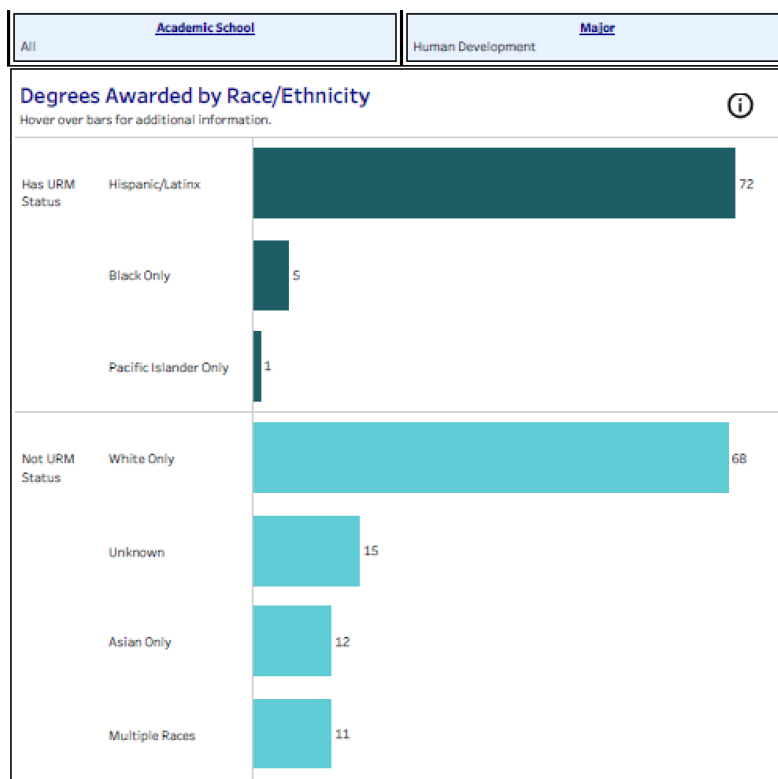 Academic School
All
Major
Human Development
Degrees Awarded by Race/Ethnicity
Hover over bars for additional information.
i
Has URM
Status
Hispanic/Latinx
72
Black Only
5
Pacific Islander Only
1
Not URM
Status
White Only
68
Unknown
15
Asian Only
12
Multiple Races
11